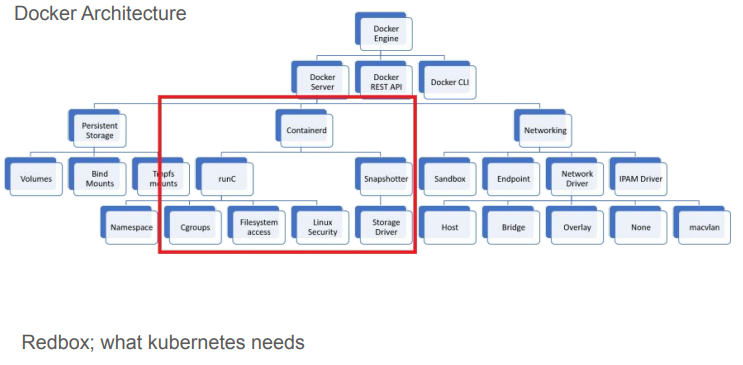 Docker Architecture
Docker
Engine
Docker
Server
Docker
REST API
Docker CLI
Persistent
Storage
Containerd
Networking
Volumes
Bind
Mounts
Tmpfs
mounts
runC
Snapshotter
Sandbox
Endpoint
Network
Driver
IPAM Driver
Namespace
Cgroups
Filesystem
access
Linux
Security
Storage
Driver
Host
Bridge
Overlay
None
macvlan
Redbox; what kubernetes needs